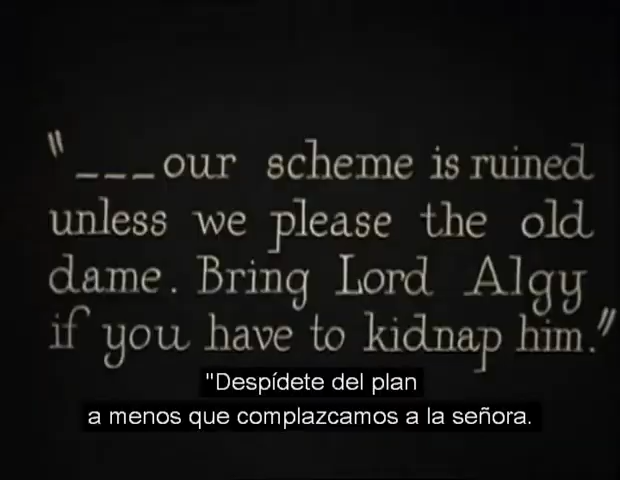 "___our scheme is ruined
unless we please the old
dame. Bring Lord Algy
if you have to kidnap him."
"Despídete del plan
a menos que complazcamos a la señora.